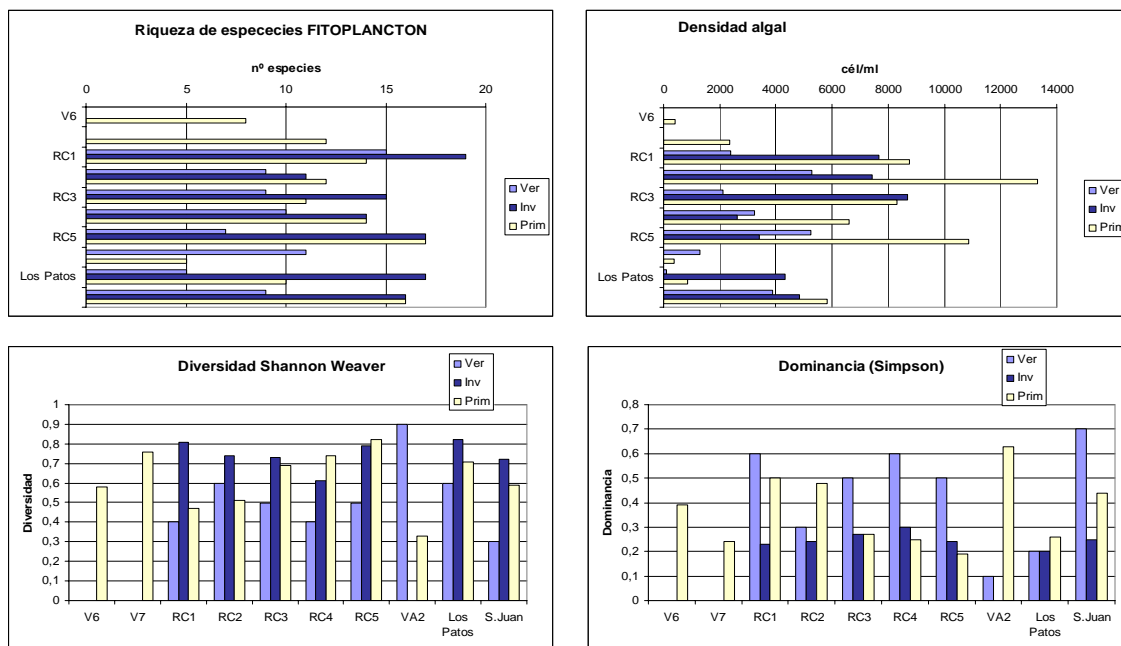 Riqueza de espececies FITOPLANCTON
nº especies
0 5 10 15 20
V6
RC1
RC3
RC5
Los Patos
Ver
Inv
Prim
Densidad algal
cél/ml
0 2000 4000 6000 8000 10000 12000 14000
V6
RC1
RC3
RC5
Los Patos
Ver
Inv
Prim
Diversidad Shannon Weaver
Ver
Inv
Prim
Diversidad
1
0,9
0,8
0,7
0,6
0,5
0,4
0,3
0,2
0,1
0
V6 V7 RC1 RC2 RC3 RC4 RC5 VA2 Los Patos S.Juan
Dominancia (Simpson)
Ver
Inv
Prim
Dominancia
0,8
0,7
0,6
0,5
0,4
0,3
0,2
0,1
0
V6 V7 RC1 RC2 RC3 RC4 RC5 VA2 Los Patos S.Juan